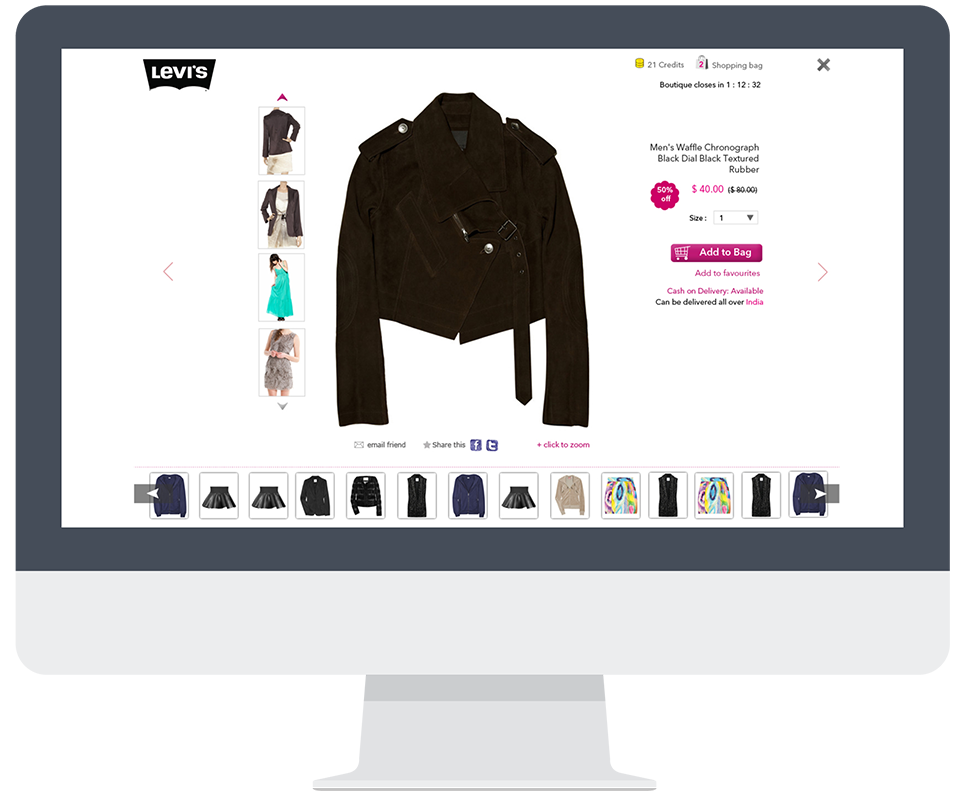 LEVI'S
21 Credits
2
Shopping bag
Boutique closes in 1 : 12 : 32
Men's Waffle Chronograph
Black Dial Black Textured
Rubber
50%
off
$ 40.00 ($ 80.00)
Size :
1
Add to Bag
Add to favourites
Cash on Delivery: Available
Can be delivered all over India
email friend
Share this
f
t
+ click to zoom